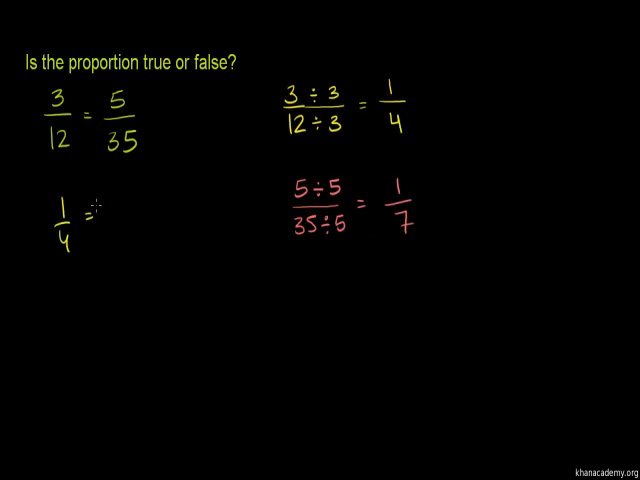 Is the proportion true or false?
3/12 = 5/35
3 ÷ 3 / 12 ÷ 3 = 1/4
1/4 =
5 ÷ 5 / 35 ÷ 5 = 1/7
khanacademy.org